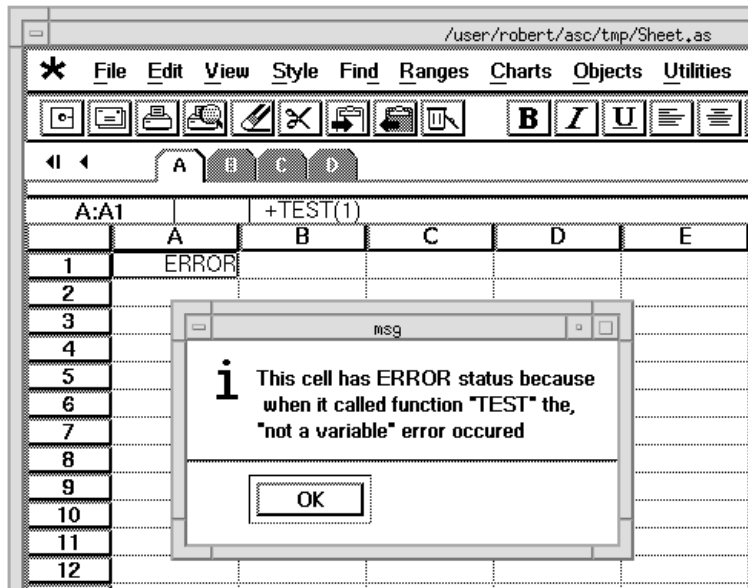 /user/robert/asc/tmp/Sheet.as
* File Edit View Style Find Ranges Charts Objects Utilities
B I U
A B C D
A:A1 +TEST(1)
A B C D E
1 ERROR
2
3
4
5
6
7
8
9
10
11
12
msg
i This cell has ERROR status because
when it called function "TEST" the,
"not a variable" error occured
OK